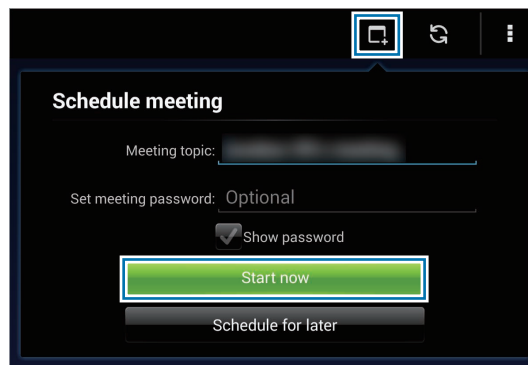 Schedule meeting
Meeting topic:
Set meeting password: Optional
Show password
Start now
Schedule for later